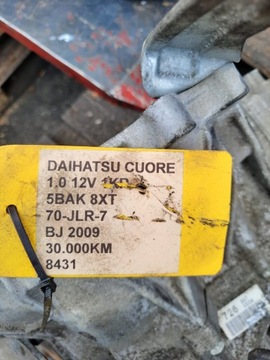 DAIHATSU CUORE
1.0 12V 1KR
5BAK 8XT
70-JLR-7
BJ 2009
30.000KM
8431